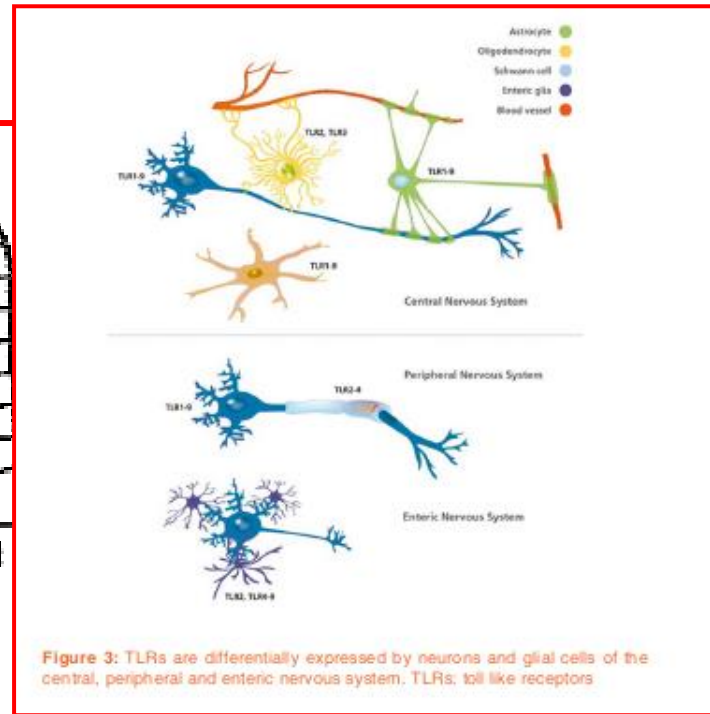 Astrocyte
Oligodendrocyte
Schwann cell
Enteric glia
Blood vessel
TLR2, TLR3
TLR1-9
TLR1-9
TLR1-9
Central Nervous System
Peripheral Nervous System
TLR2-4
TLR1-9
Enteric Nervous System
TLR2, TLR4-9
Figure 3: TLRs are differentially expressed by neurons and glial cells of the
central, peripheral and enteric nervous system. TLRs: toll like receptors